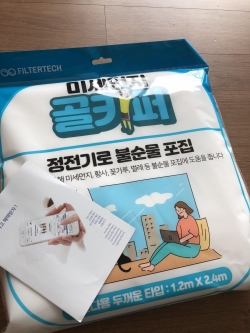 FILTERTECH
미세먼지
골키퍼
정전기로 불순물 포집
미세먼지, 황사, 꽃가루, 벌레 등 불순물 포집에 도움을 줍니다
두꺼운 타입 : 1.2m X 2.4m